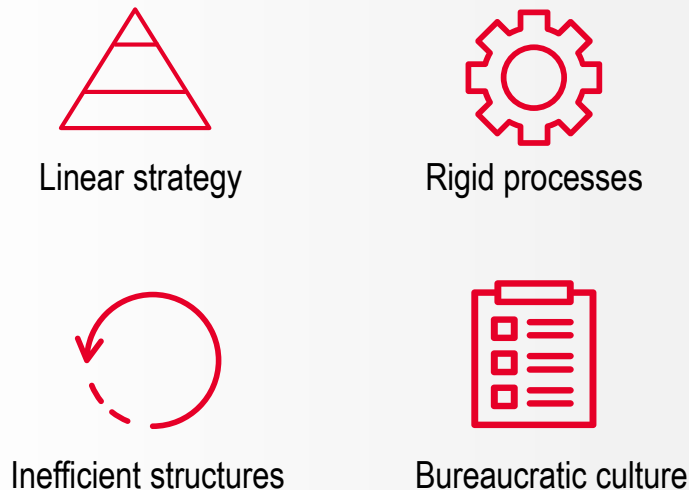 Linear strategy
Rigid processes
Inefficient structures
Bureaucratic culture